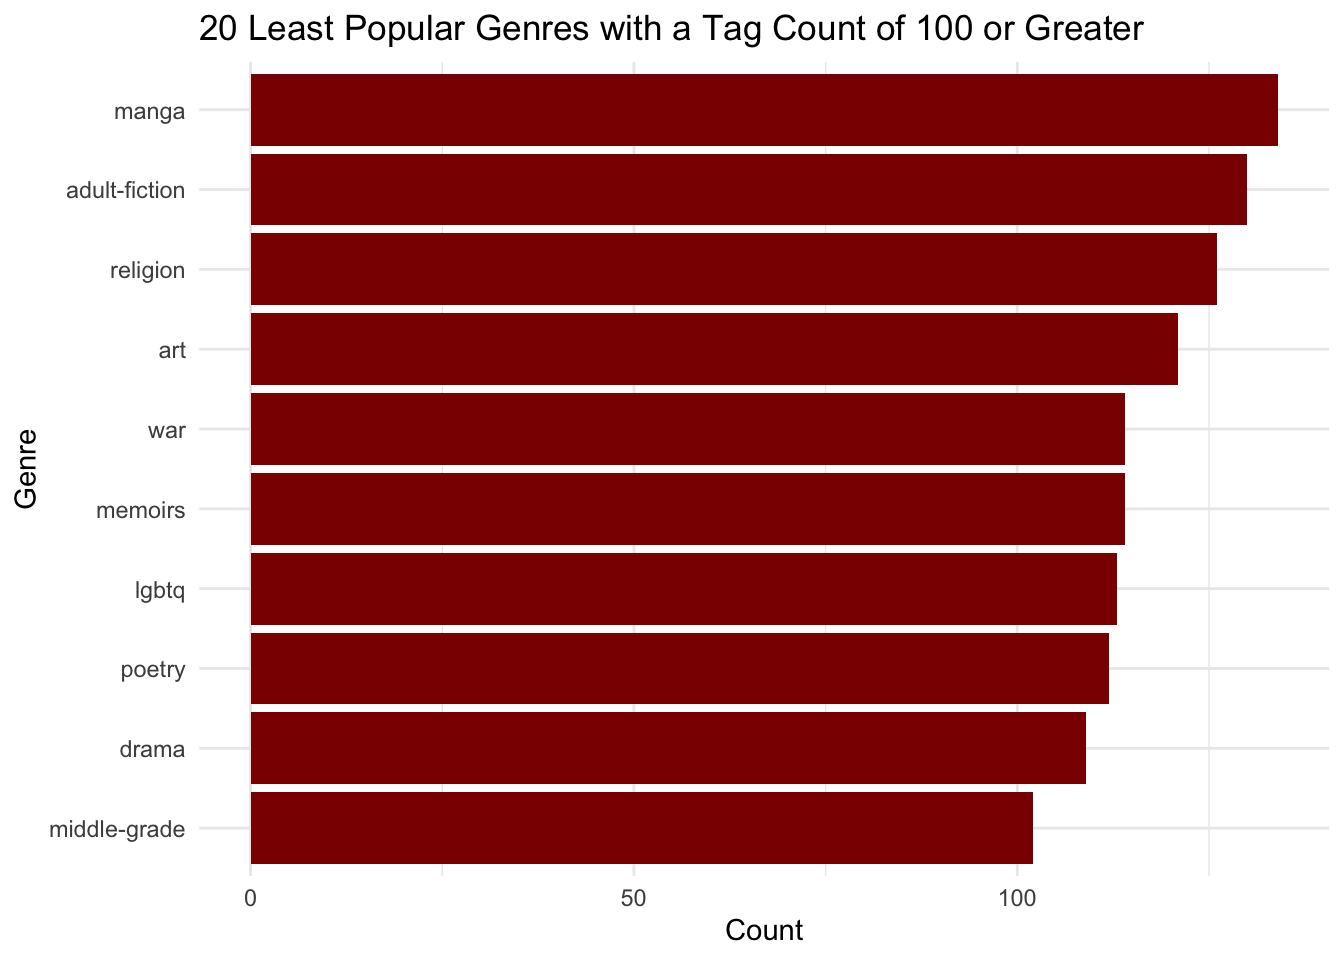 20 Least Popular Genres with a Tag Count of 100 or Greater
Genre
manga
adult-fiction
religion
art
war
memoirs
lgbtq
poetry
drama
middle-grade
0 50 100
Count